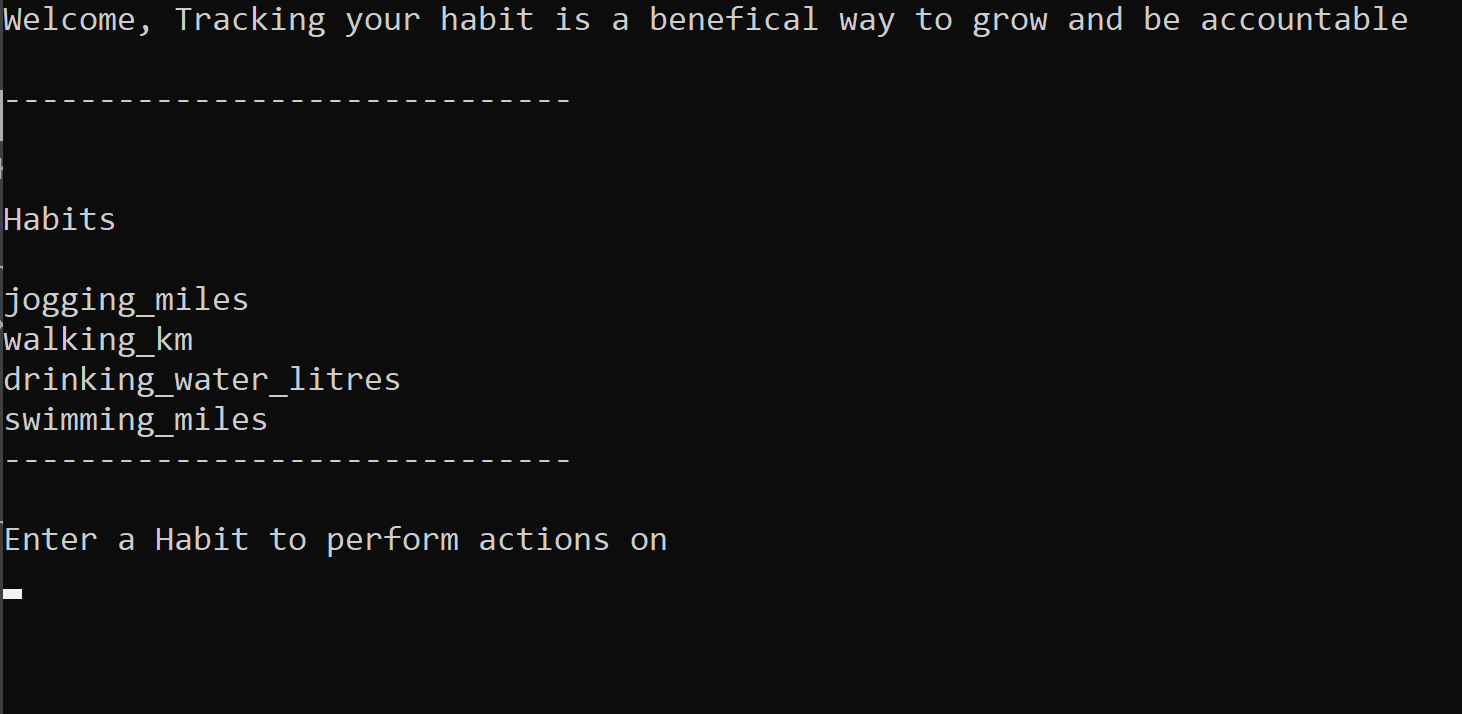 Welcome, Tracking your habit is a benefical way to grow and be accountable
------------------------------
Habits
jogging_miles
walking_km
drinking_water_litres
swimming_miles
------------------------------
Enter a Habit to perform actions on